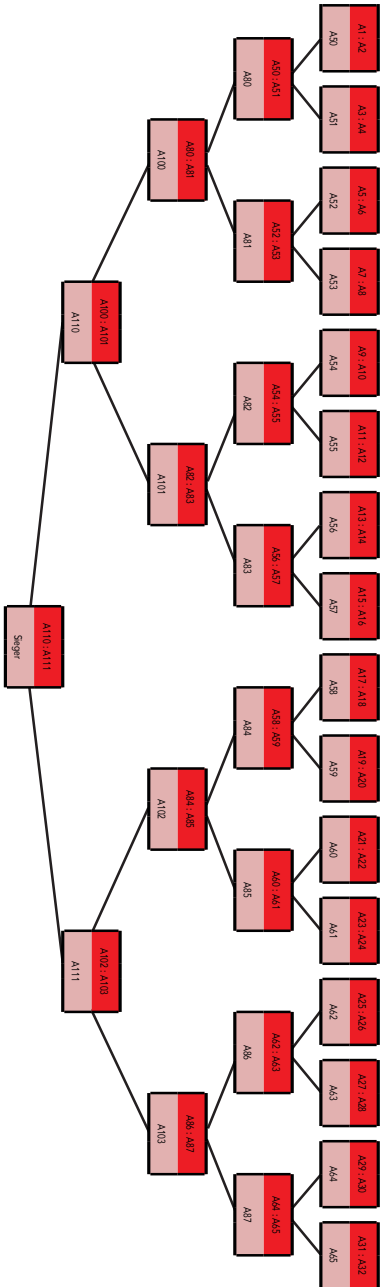 A1 : A2
A50
A3 : A4
A51
A5 : A6
A52
A7 : A8
A53
A9 : A10
A54
A11 : A12
A55
A13 : A14
A56
A15 : A16
A57
A17 : A18
A58
A19 : A20
A59
A21 : A22
A60
A23 : A24
A61
A25 : A26
A62
A27 : A28
A63
A29 : A30
A64
A31 : A32
A65
A50 : A51
A80
A52 : A53
A81
A54 : A55
A82
A56 : A57
A83
A58 : A59
A84
A60 : A61
A85
A62 : A63
A86
A64 : A65
A87
A80 : A81
A100
A82 : A83
A101
A84 : A85
A102
A86 : A87
A103
A100 : A101
A110
A102 : A103
A111
A110 : A111
Sieger